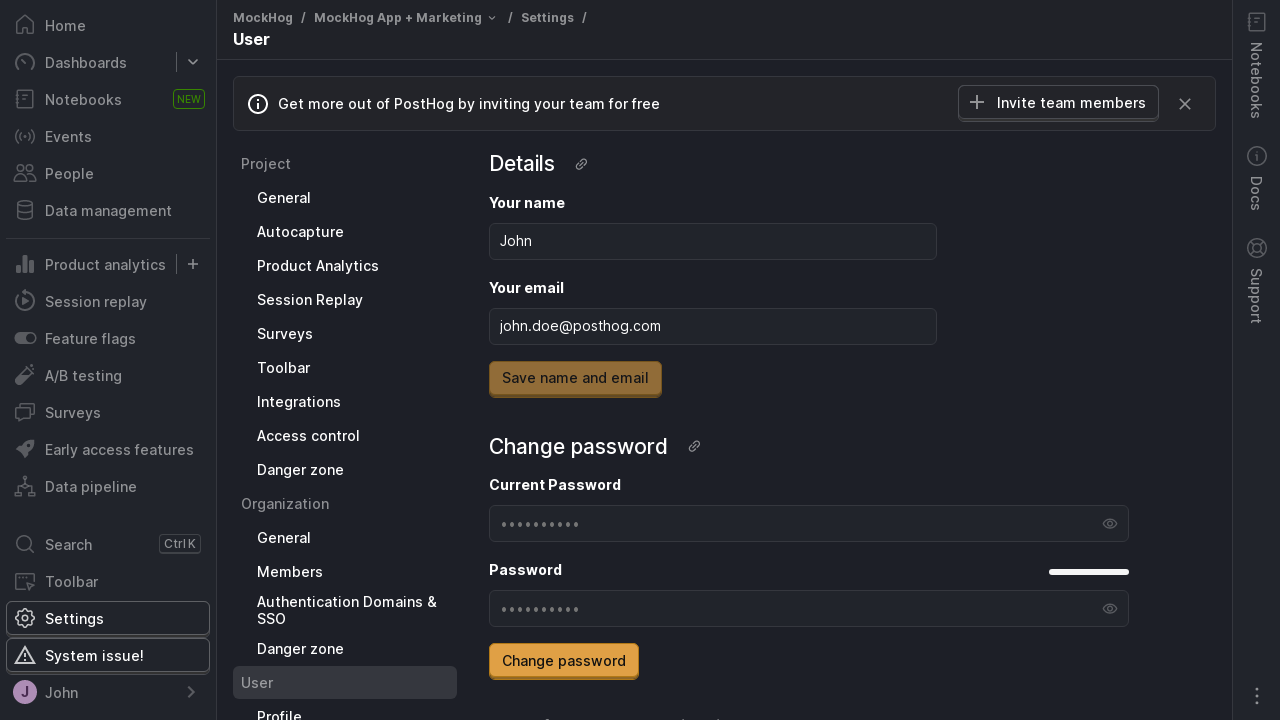 Home
Dashboards
Notebooks NEW
Events
People
Data management
Product analytics
Session replay
Feature flags
A/B testing
Surveys
Early access features
Data pipeline
Search Ctrl K
Toolbar
Settings
System issue!
J John
MockHog / MockHog App + Marketing / Settings /
User
Get more out of PostHog by inviting your team for free
Invite team members
Project
General
Autocapture
Product Analytics
Session Replay
Surveys
Toolbar
Integrations
Access control
Danger zone
Organization
General
Members
Authentication Domains &
SSO
Danger zone
User
Profile
Details
Your name
John
Your email
john.doe@posthog.com
Save name and email
Change password
Current Password
••••••••••
Password
••••••••••
Change password
Notebooks
Docs
Support